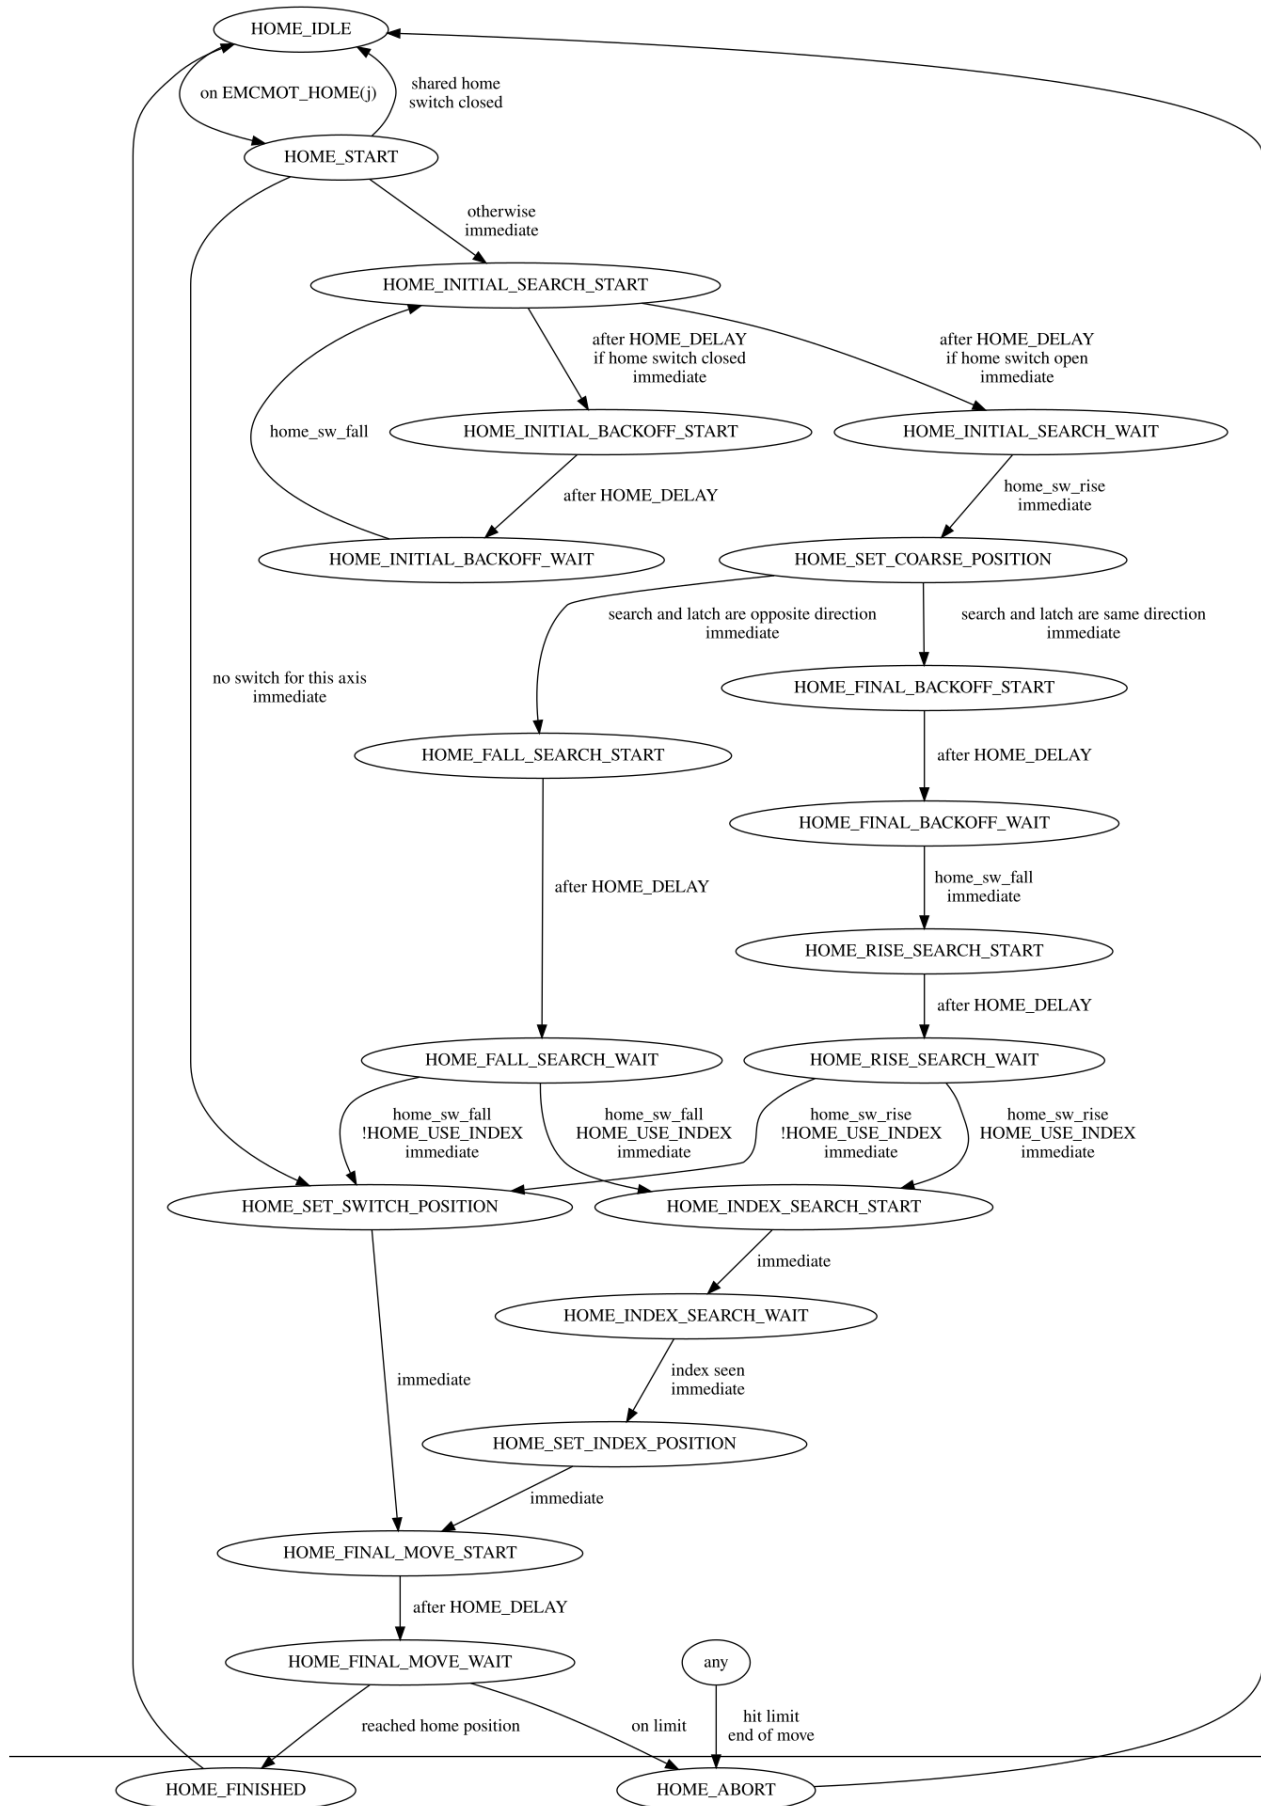 HOME_IDLE
on EMCMOT_HOME(j)
shared home
switch closed
HOME_START
otherwise
immediate
HOME_INITIAL_SEARCH_START
after HOME_DELAY
if home switch closed
immediate
after HOME_DELAY
if home switch open
immediate
home_sw_fall
HOME_INITIAL_BACKOFF_START
HOME_INITIAL_SEARCH_WAIT
after HOME_DELAY
home_sw_rise
immediate
HOME_INITIAL_BACKOFF_WAIT
HOME_SET_COARSE_POSITION
search and latch are opposite direction
immediate
search and latch are same direction
immediate
no switch for this axis
immediate
HOME_FINAL_BACKOFF_START
HOME_FALL_SEARCH_START
after HOME_DELAY
HOME_FINAL_BACKOFF_WAIT
after HOME_DELAY
home_sw_fall
immediate
HOME_RISE_SEARCH_START
after HOME_DELAY
HOME_FALL_SEARCH_WAIT
HOME_RISE_SEARCH_WAIT
home_sw_fall
!HOME_USE_INDEX
immediate
home_sw_fall
HOME_USE_INDEX
immediate
home_sw_rise
!HOME_USE_INDEX
immediate
home_sw_rise
HOME_USE_INDEX
immediate
HOME_SET_SWITCH_POSITION
HOME_INDEX_SEARCH_START
immediate
HOME_INDEX_SEARCH_WAIT
immediate
index seen
immediate
HOME_SET_INDEX_POSITION
immediate
HOME_FINAL_MOVE_START
after HOME_DELAY
HOME_FINAL_MOVE_WAIT
any
reached home position
on limit
hit limit
end of move
HOME_FINISHED
HOME_ABORT